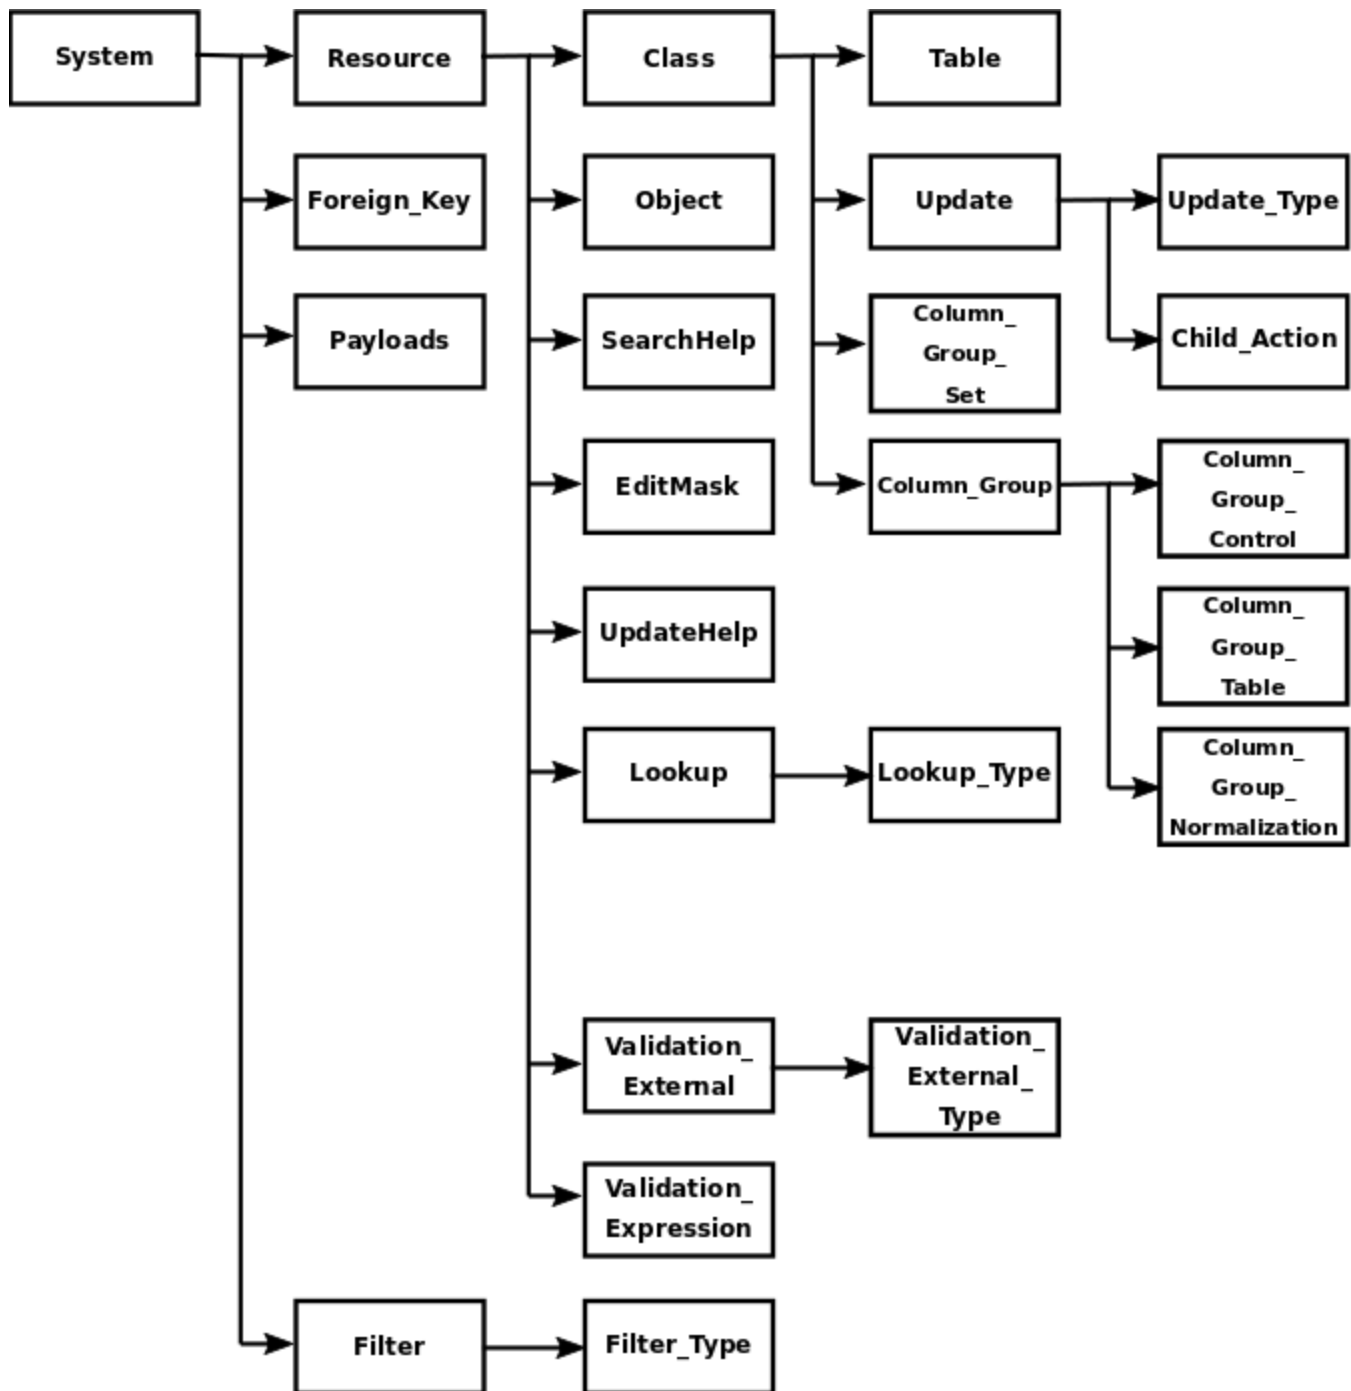 System
Resource
Class
Table
Foreign_Key
Object
Update
Update_Type
Payloads
SearchHelp
Column_
Group_
Set
Child_Action
EditMask
Column_Group
Column_
Group_
Control
UpdateHelp
Column_
Group_
Table
Lookup
Lookup_Type
Column_
Group_
Normalization
Validation_
External
Validation_
External_
Type
Validation_
Expression
Filter
Filter_Type